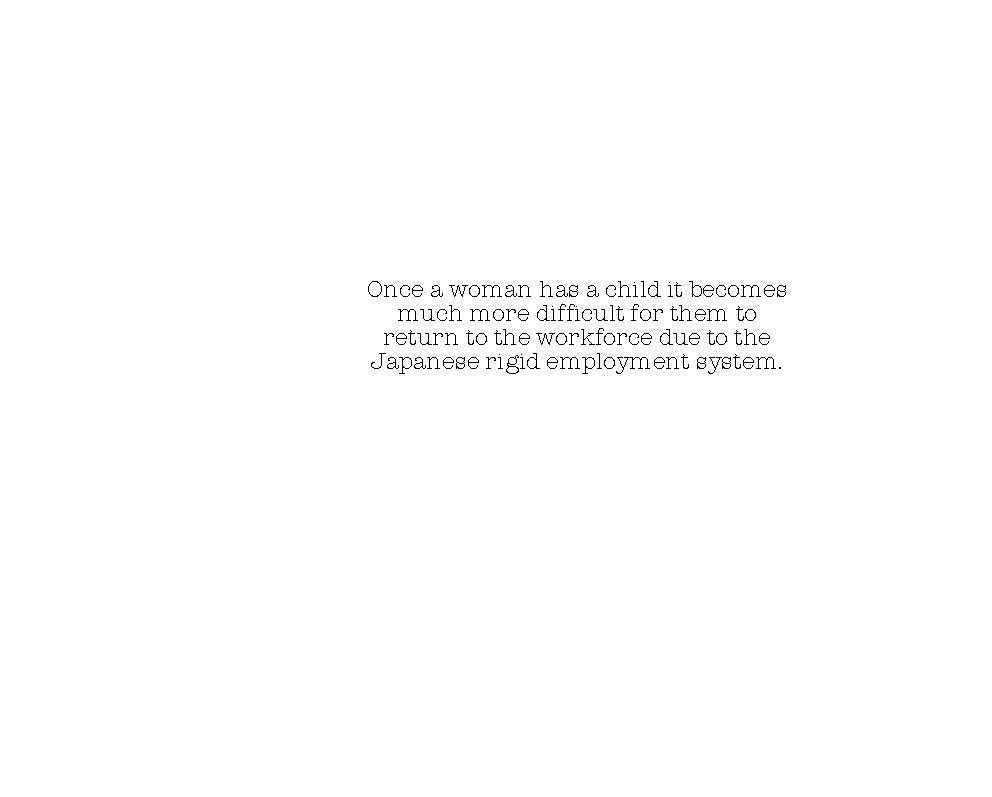 Once a woman has a child it becomes
much more difficult for them to
return to the workforce due to the
Japanese rigid employment system.